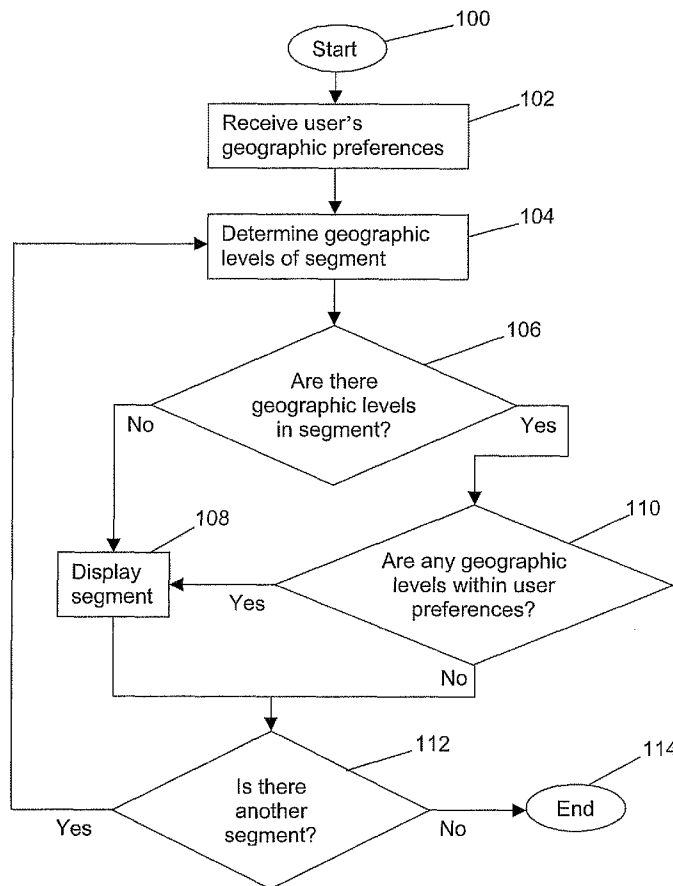 100
Start
102
Receive user's
geographic preferences
104
Determine geographic
levels of segment
106
Are there
geographic levels
in segment?
No
Yes
108
110
Display
segment
Are any geographic
levels within user
preferences?
Yes
No
112
114
Is there
another
segment?
End
Yes
No